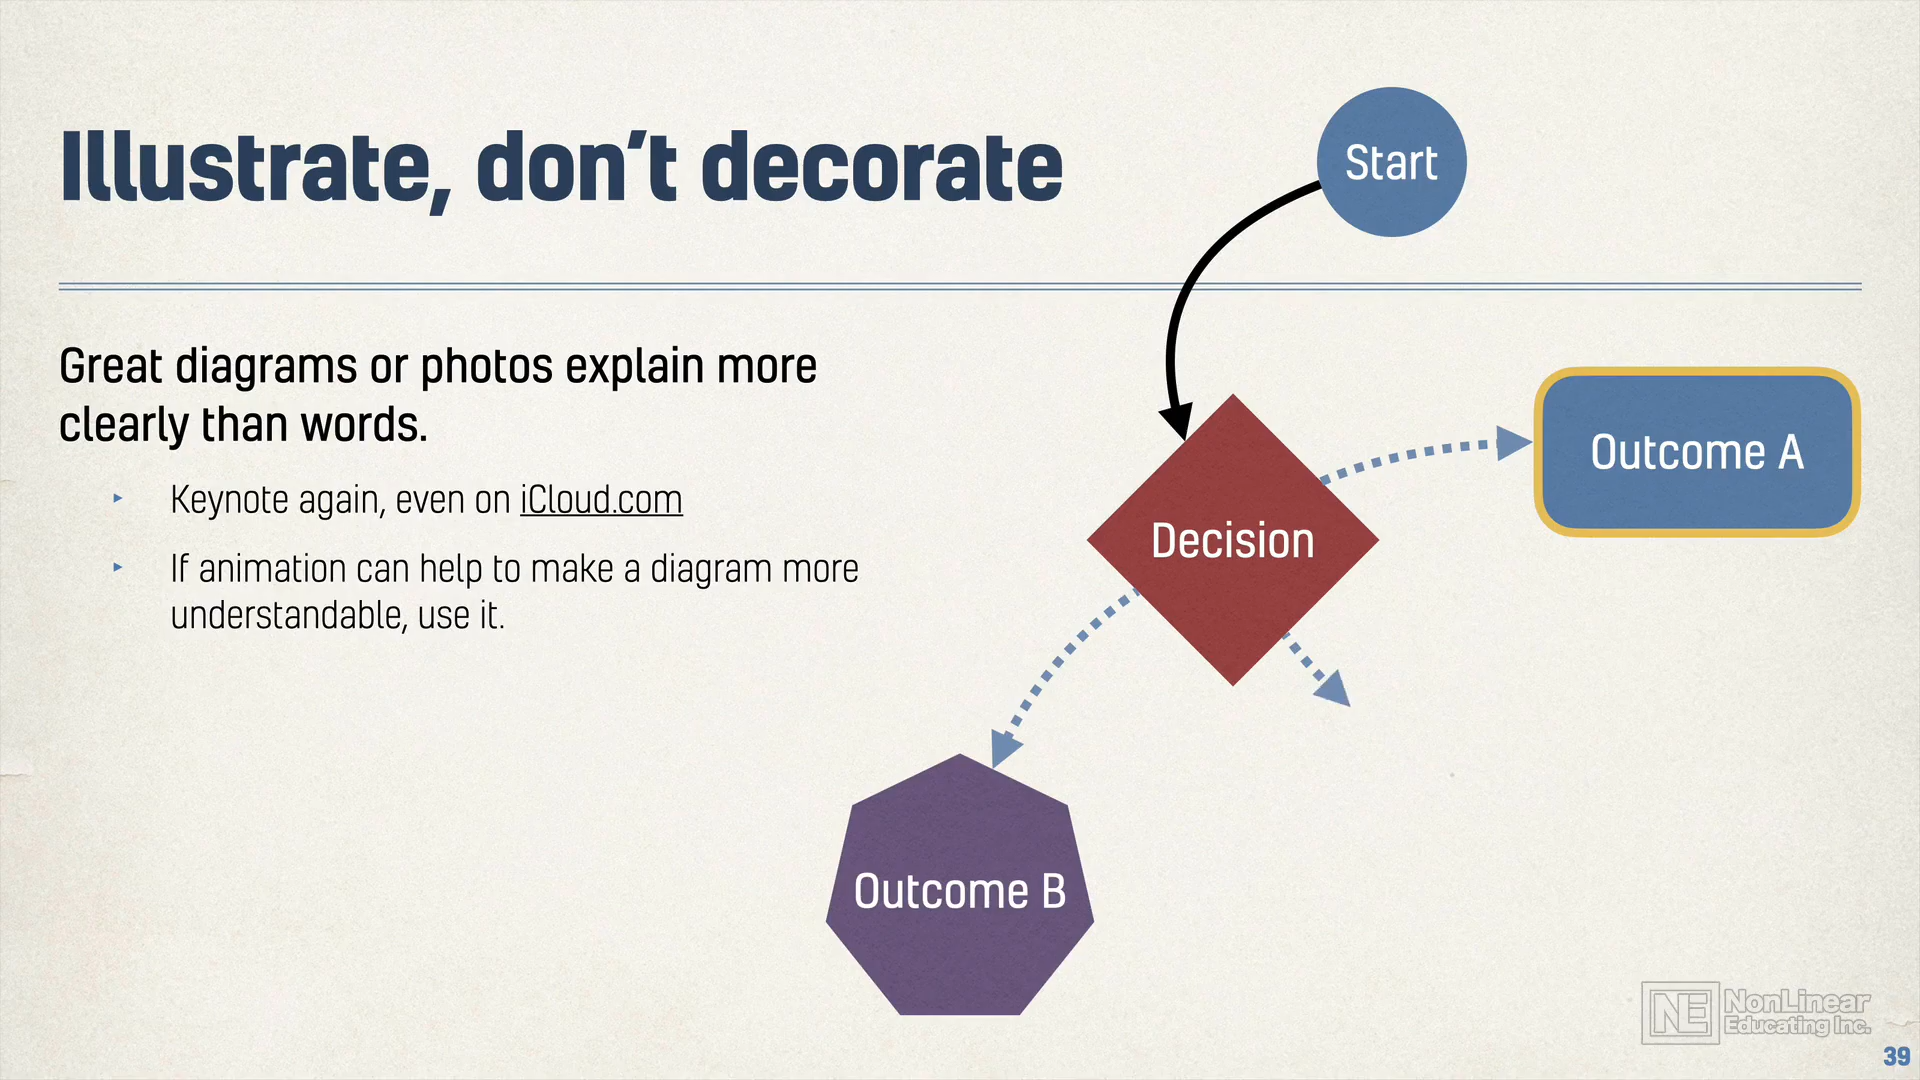 Illustrate, don’t decorate
Great diagrams or photos explain more
clearly than words.
Keynote again, even on iCloud.com
If animation can help to make a diagram more
understandable, use it.
Start
Decision
Outcome A
Outcome B
NE
NonLinear
Educating Inc.
39